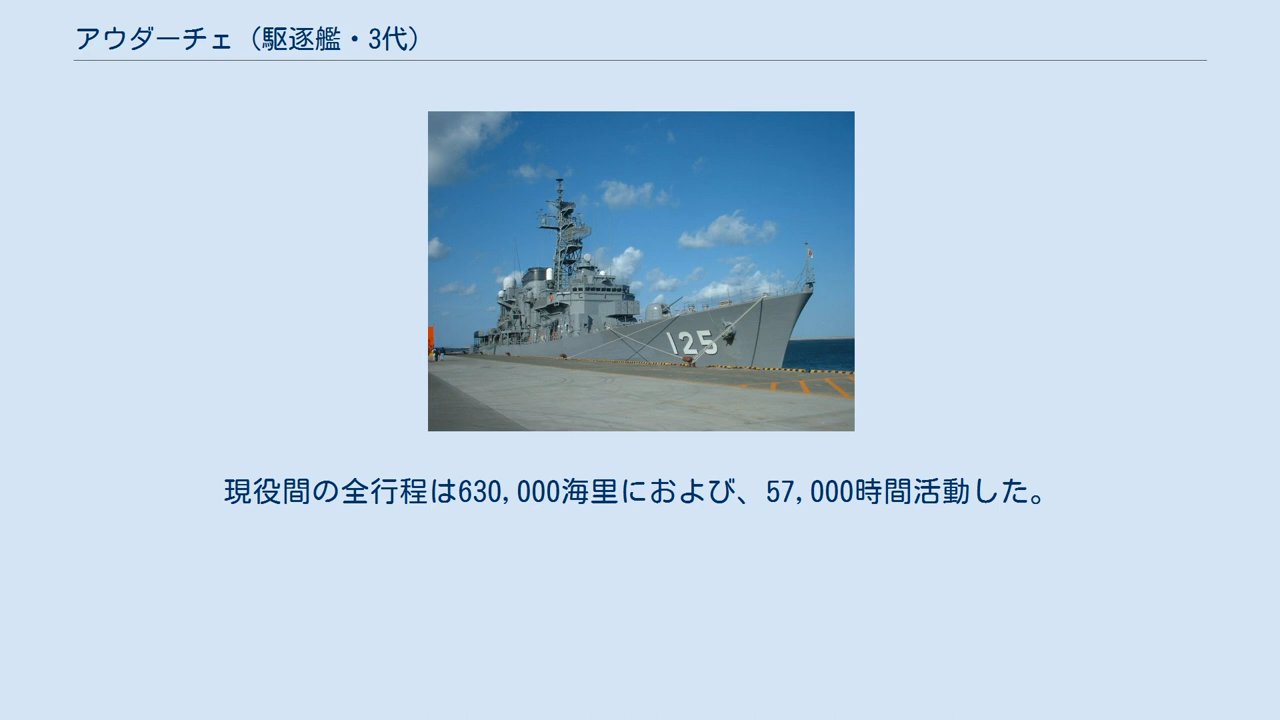 アウダーチェ（駆逐艦・3代）
125
現役間の全行程は630,000海里におよび、57,000時間活動した。